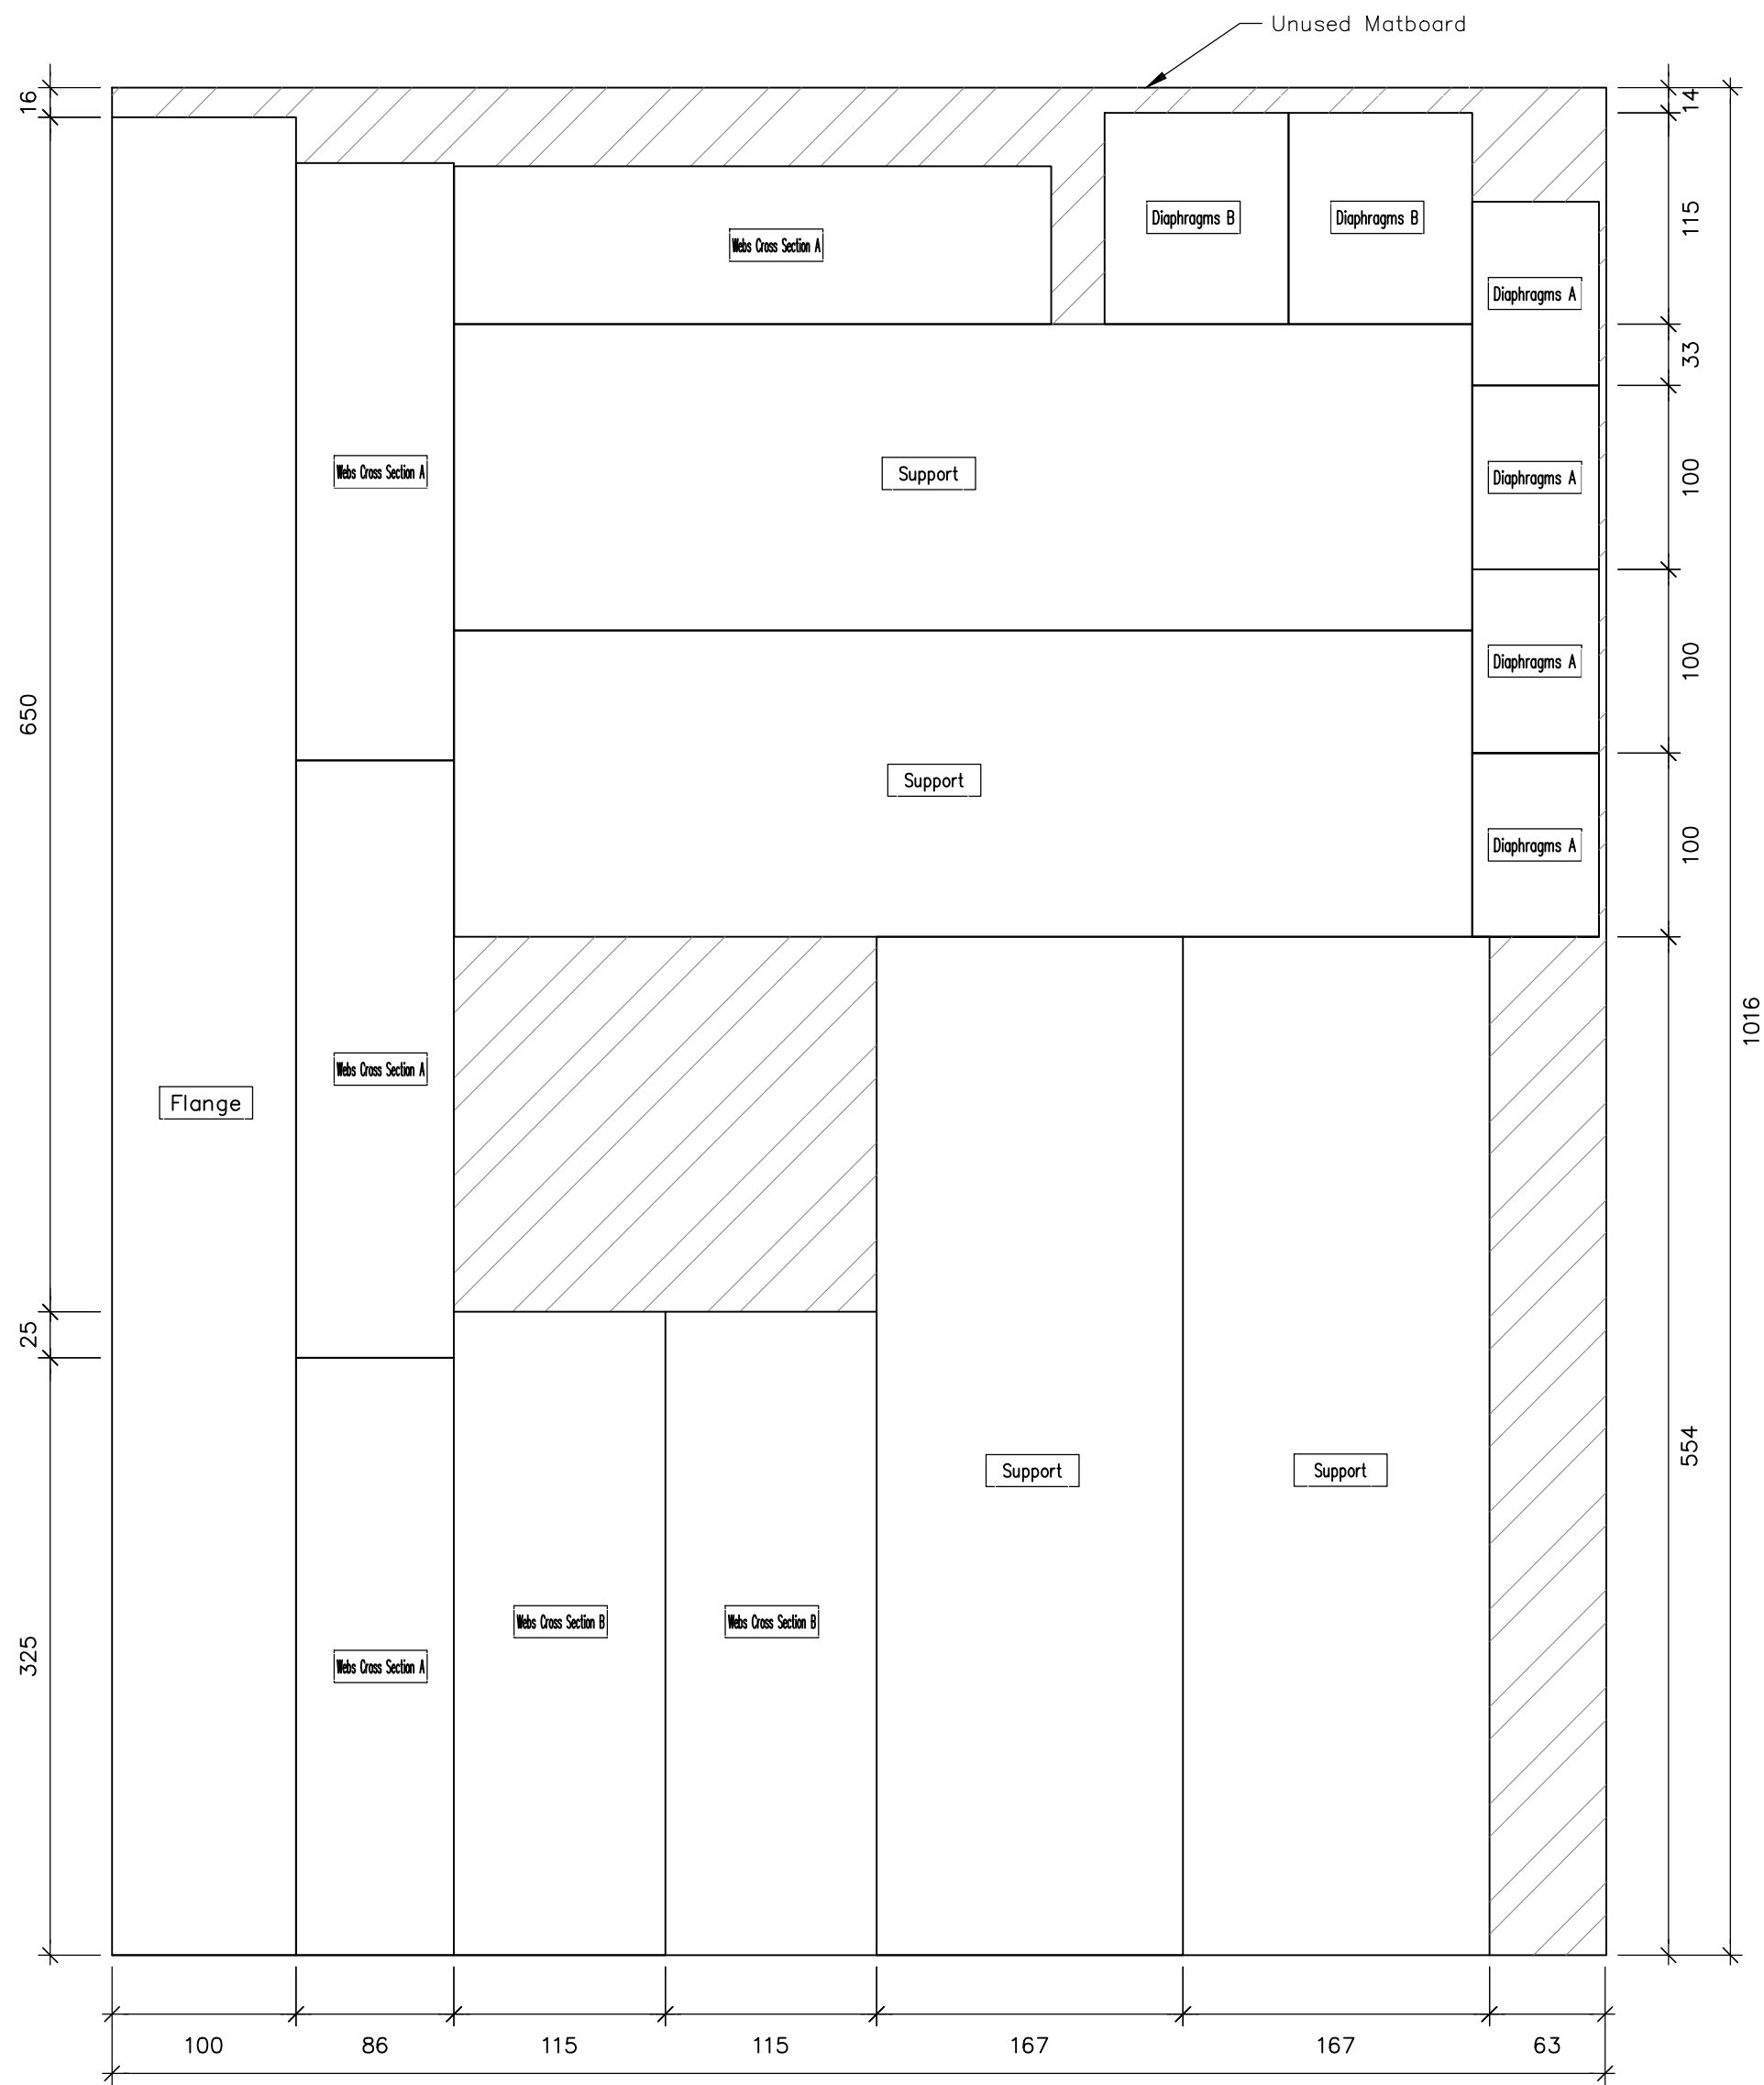 Unused Matboard
16
14
Diaphragms B
Diaphragms B
115
Webs Cross Section A
Diaphragms A
33
Webs Cross Section A
Support
Diaphragms A
100
Diaphragms A
100
650
Support
Diaphragms A
100
1016
Webs Cross Section A
Flange
25
554
Support
Support
Webs Cross Section B
Webs Cross Section B
325
Webs Cross Section A
100
86
115
115
167
167
63